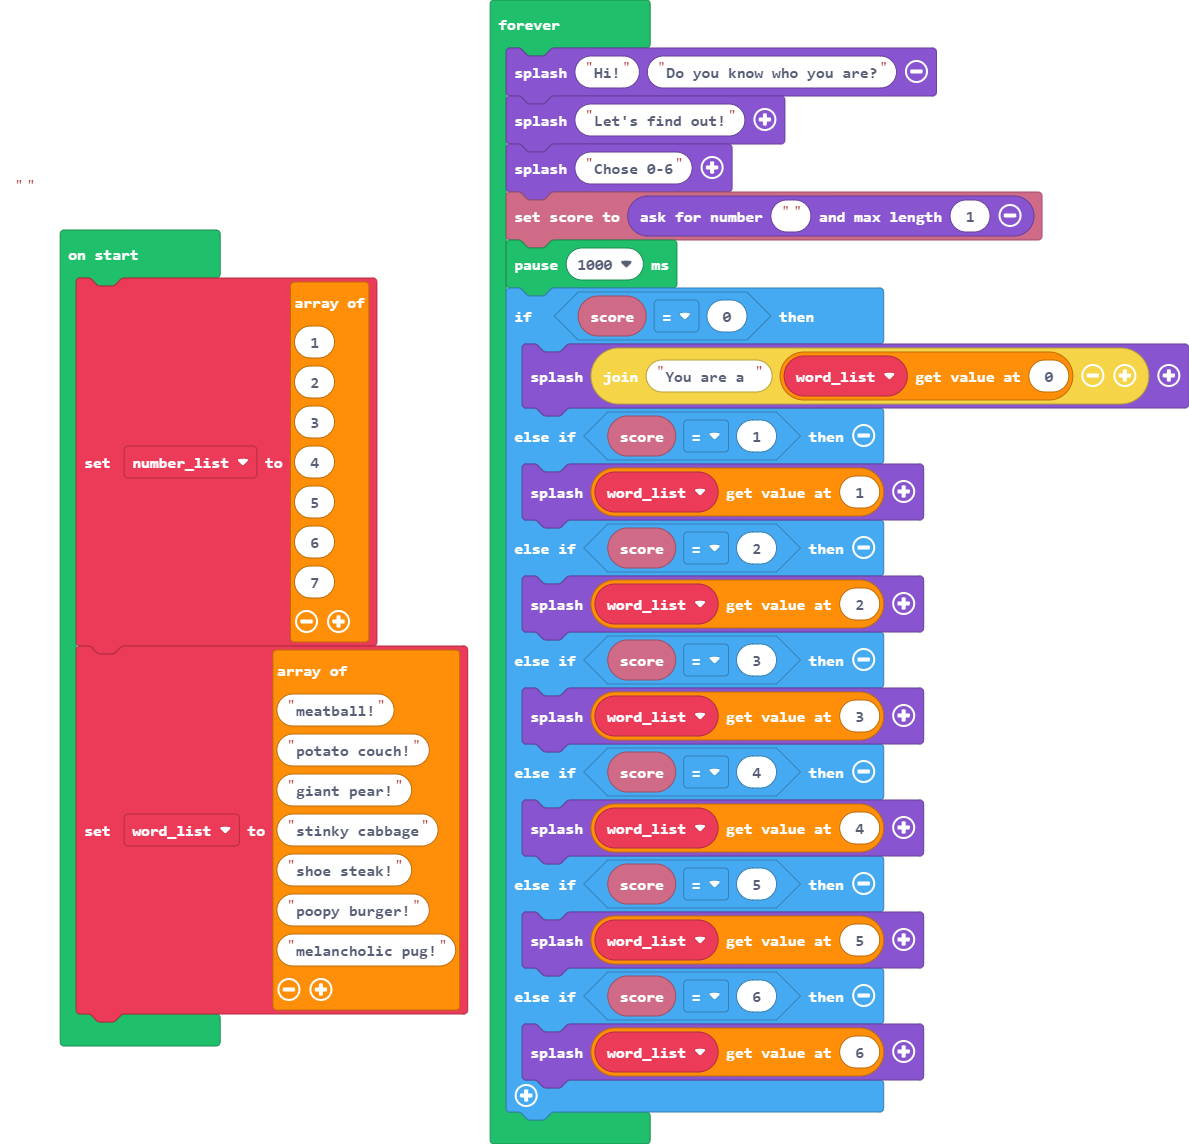 " "
on start
set number_list to array of
1
2
3
4
5
6
7
set word_list to array of
"meatball!"
"potato couch!"
"giant pear!"
"stinky cabbage"
"shoe steak!"
"poopy burger!"
"melancholic pug!"
forever
splash "Hi!" "Do you know who you are?"
splash "Let's find out!"
splash "Chose 0-6"
set score to ask for number " " and max length 1
pause 1000 ms
if score = 0 then
splash join "You are a " word_list get value at 0
else if score = 1 then
splash word_list get value at 1
else if score = 2 then
splash word_list get value at 2
else if score = 3 then
splash word_list get value at 3
else if score = 4 then
splash word_list get value at 4
else if score = 5 then
splash word_list get value at 5
else if score = 6 then
splash word_list get value at 6